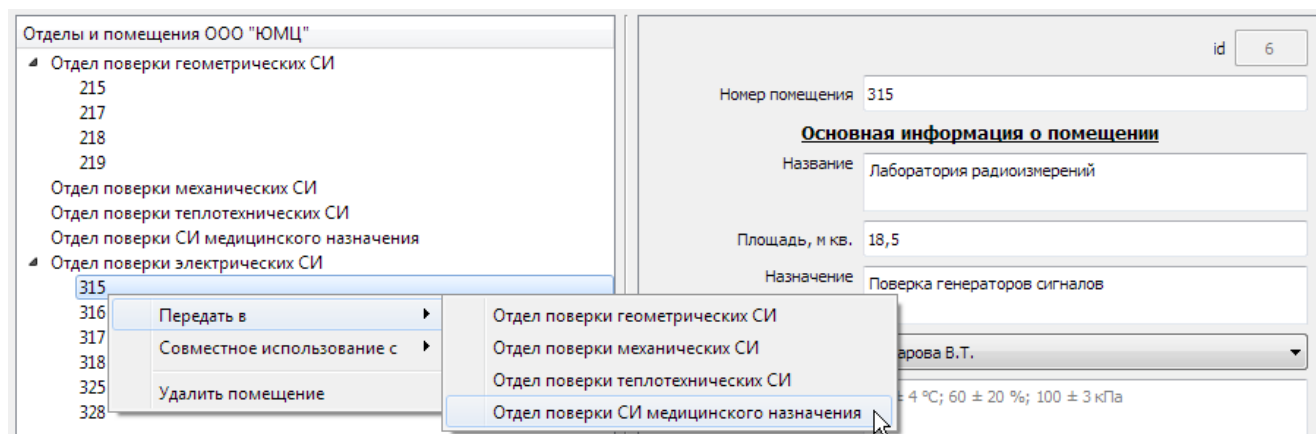 Отделы и помещения ООО "ЮМЦ"
Отдел поверки геометрических СИ
215
217
218
219
Отдел поверки механических СИ
Отдел поверки теплотехнических СИ
Отдел поверки СИ медицинского назначения
Отдел поверки электрических СИ
315
316
317
318
325
328
Передать в
Совместное использование с
Удалить помещение
Отдел поверки геометрических СИ
Отдел поверки механических СИ
Отдел поверки теплотехнических СИ
Отдел поверки СИ медицинского назначения
id 6
Номер помещения 315
Основная информация о помещении
Название Лаборатория радиоизмерений
Площадь, м кв. 18,5
Назначение Поверка генераторов сигналов
арова В.Т.
± 4 °С; 60 ± 20 %; 100 ± 3 кПа